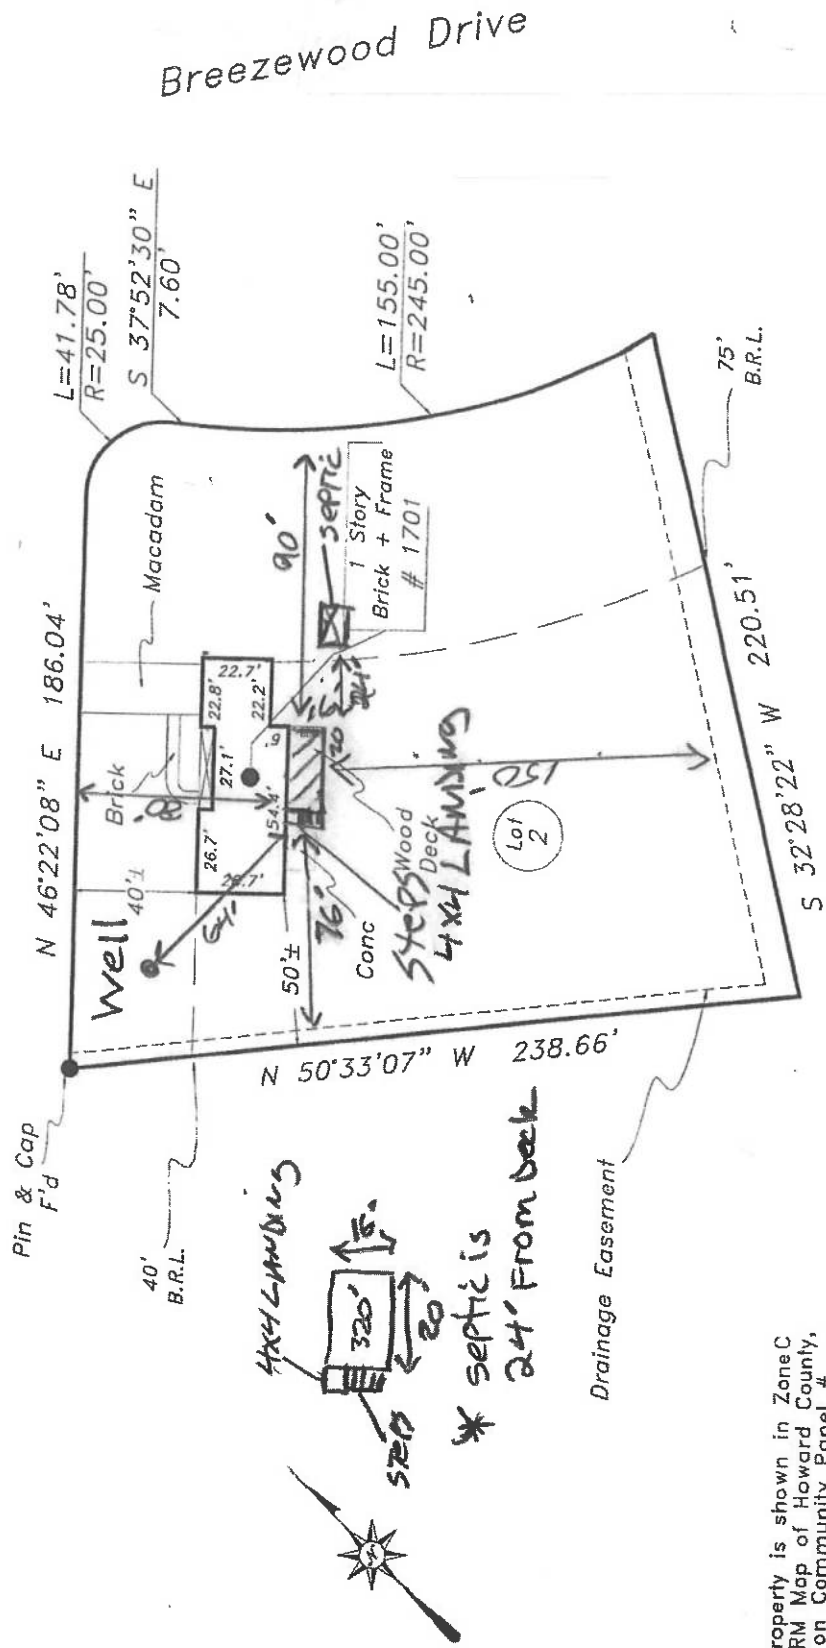 Breezewood Drive
L=41.78'
R=25.00'
S 37°52'30" E
7.60'
L=155.00'
R=245.00'
75'
B.R.L.
N 46°22'08" E 186.04'
Macadam
Brick
90'
septic
1 Story
Brick + Frame
# 1701
22.7'
22.8'
22.2'
27.1'
26.7'
54.4'
24'
20
150'
Wood
Deck
Steps
4x4 LANDING
Lot
2
Well
40'±
64'
76'
50'±
Conc
S 32°28'22" W 220.51'
N 50°33'07" W 238.66'
Pin & Cap
F'd
40'
B.R.L.
Drainage Easement
4x4 LANDING
320'
20'
STEPS
* septic is
24' From Deck
roperty is shown in Zone C
RM Map of Howard County,
on Community Panel #